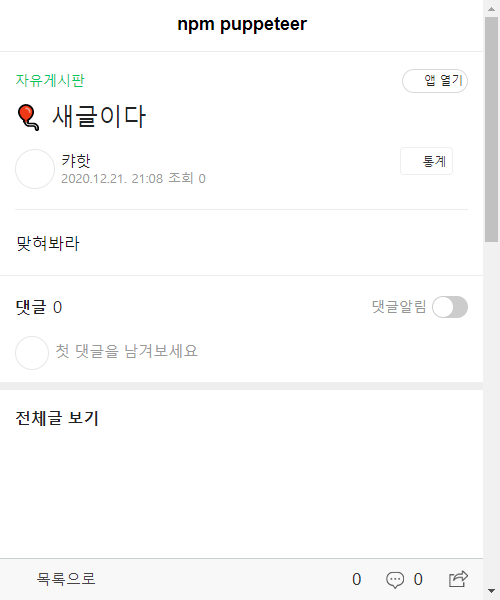 npm puppeteer
자유게시판
앱 열기
🎈 새글이다
캬핫
통계
2020.12.21. 21:08 조회 0
맞혀봐라
댓글 0
댓글알림
첫 댓글을 남겨보세요
전체글 보기
목록으로
0
0